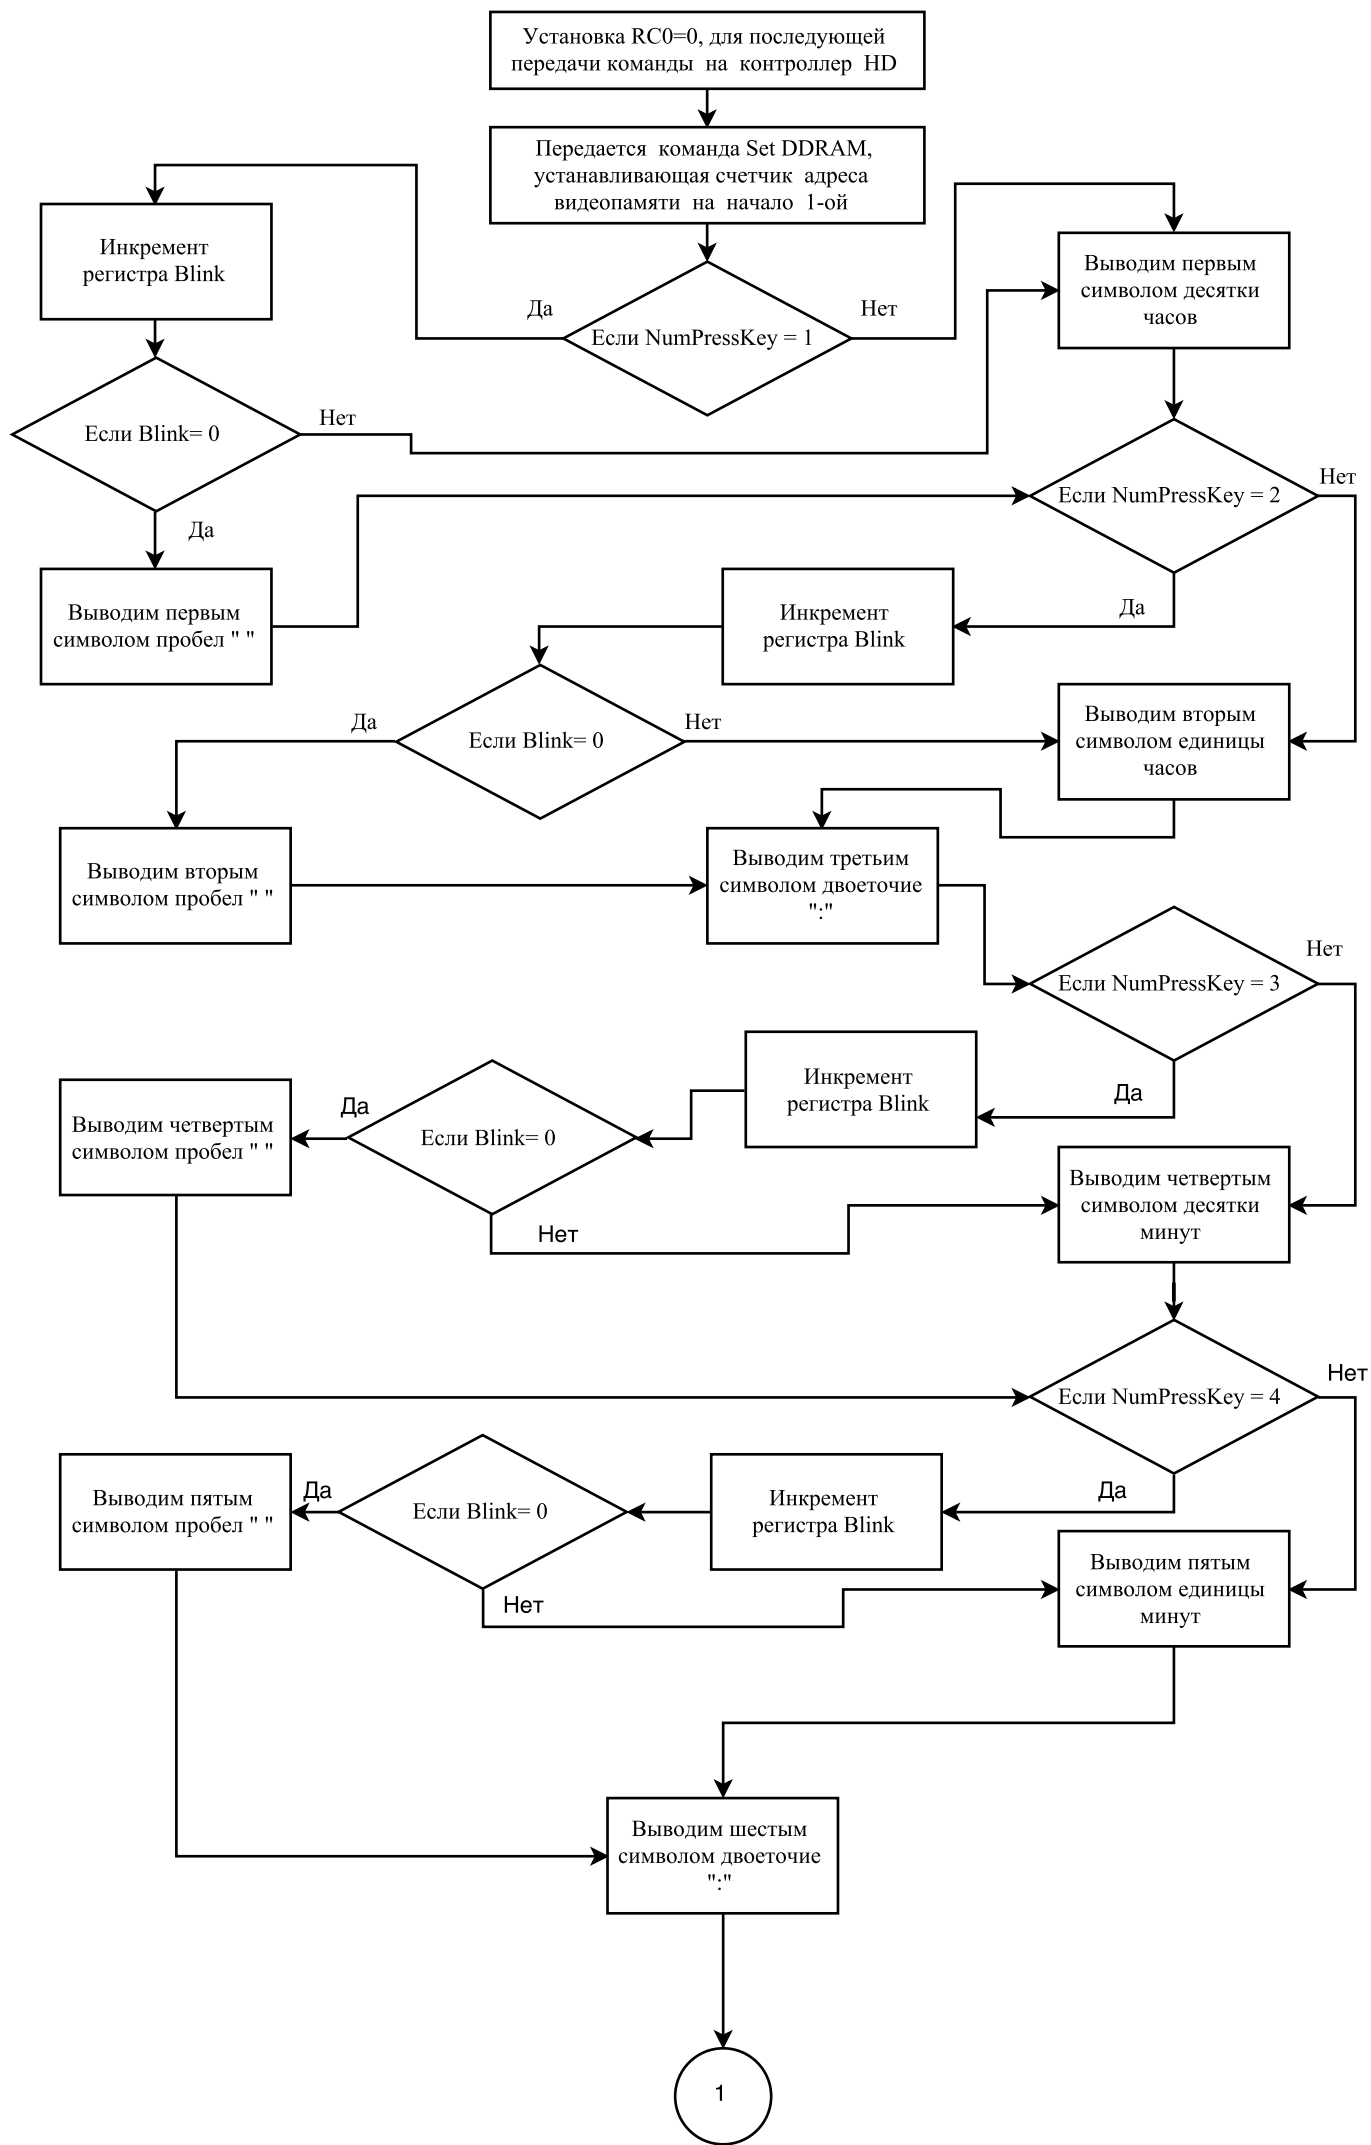 Установка RC0=0, для последующей
передачи команды на контроллер HD
Передается команда Set DDRAM,
устанавливающая счетчик адреса
видеопамяти на начало 1-ой
Инкремент
регистра Blink
Да
Если NumPressKey = 1
Нет
Выводим первым
символом десятки
часов
Если Blink= 0
Нет
Да
Если NumPressKey = 2
Нет
Выводим первым
символом пробел " "
Инкремент
регистра Blink
Да
Да
Если Blink= 0
Нет
Выводим вторым
символом единицы
часов
Выводим вторым
символом пробел " "
Выводим третьим
символом двоеточие
":"
Если NumPressKey = 3
Нет
Да
Инкремент
регистра Blink
Если Blink= 0
Да
Нет
Выводим четвертым
символом пробел " "
Выводим четвертым
символом десятки
минут
Если NumPressKey = 4
Нет
Да
Инкремент
регистра Blink
Если Blink= 0
Да
Нет
Выводим пятым
символом пробел " "
Выводим пятым
символом единицы
минут
Выводим шестым
символом двоеточие
":"
1